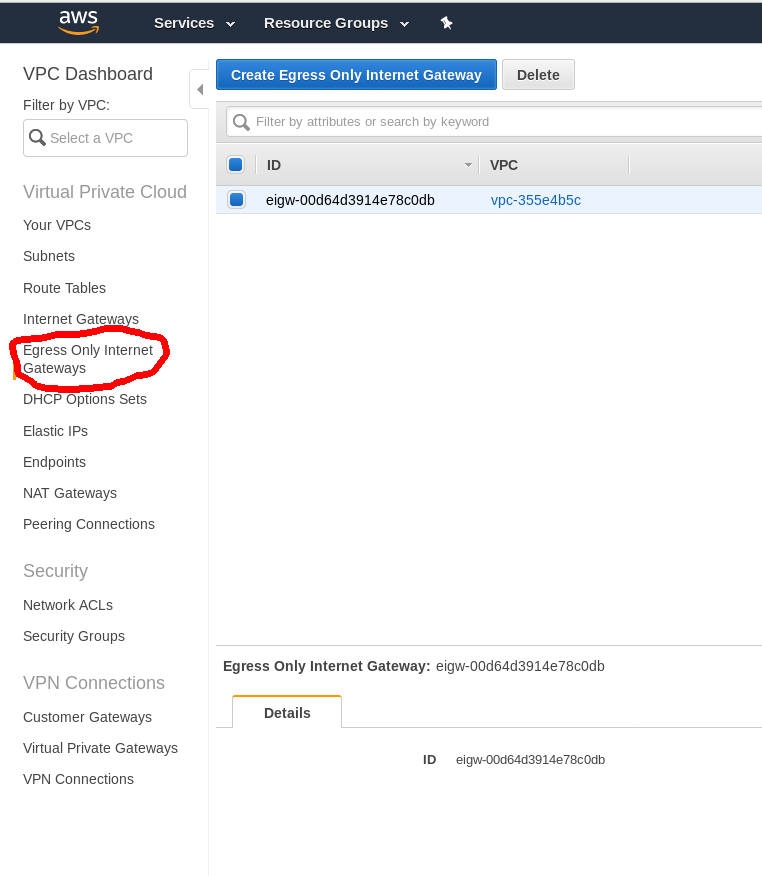 aws Services Resource Groups
VPC Dashboard
Filter by VPC:
Select a VPC
Virtual Private Cloud
Your VPCs
Subnets
Route Tables
Internet Gateways
Egress Only Internet
Gateways
DHCP Options Sets
Elastic IPs
Endpoints
NAT Gateways
Peering Connections
Security
Network ACLs
Security Groups
VPN Connections
Customer Gateways
Virtual Private Gateways
VPN Connections
Create Egress Only Internet Gateway Delete
Filter by attributes or search by keyword
ID VPC
eigw-00d64d3914e78c0db vpc-355e4b5c
Egress Only Internet Gateway: eigw-00d64d3914e78c0db
Details
ID eigw-00d64d3914e78c0db